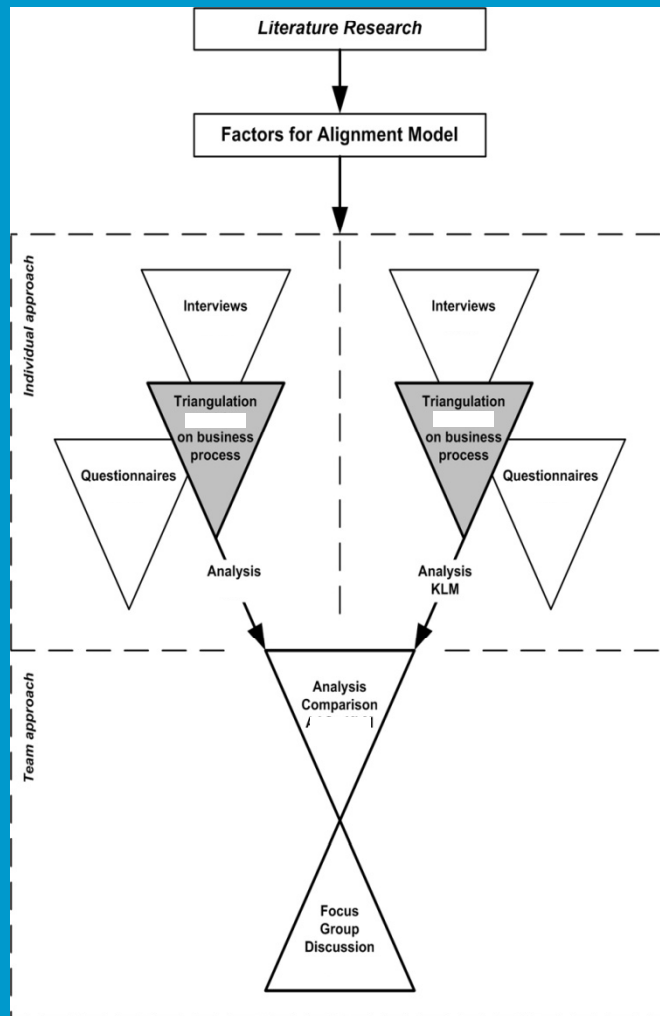 Literature Research
Factors for Alignment Model
Individual approach
Interviews
Triangulation
on business
process
Questionnaires
Analysis
Interviews
Triangulation
on business
process
Questionnaires
Analysis
KLM
Team approach
Analysis
Comparison
Focus
Group
Discussion